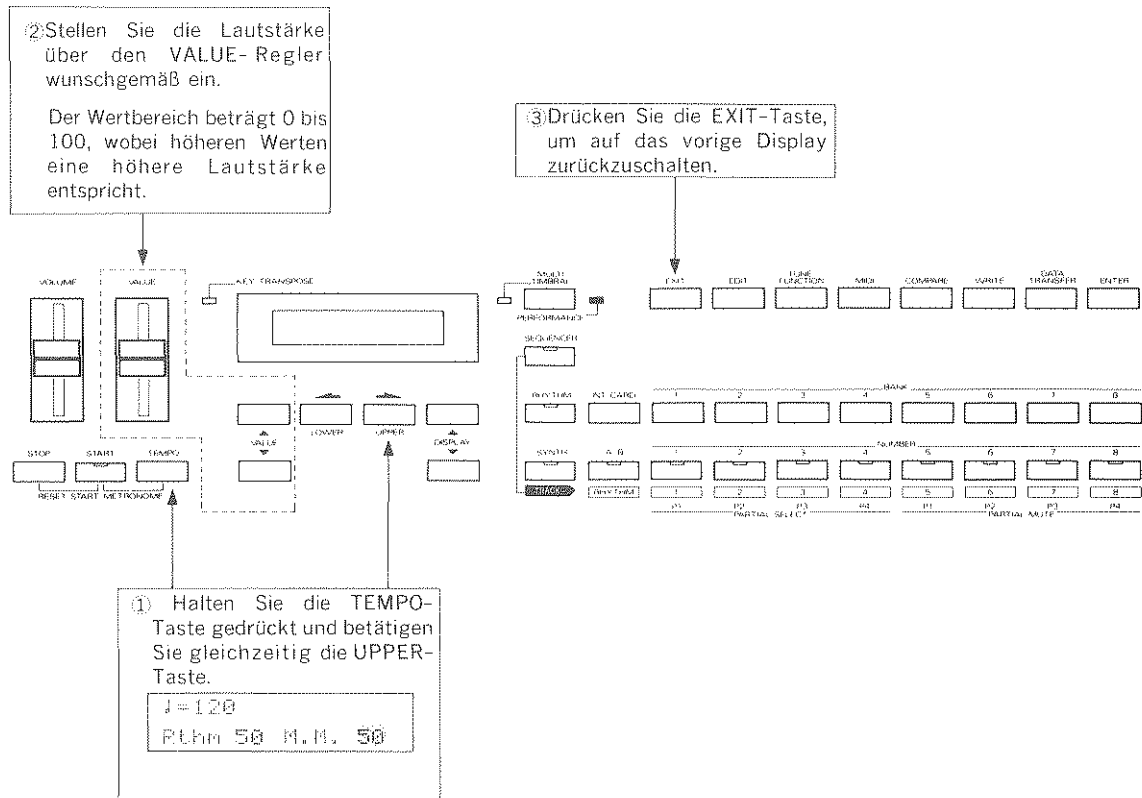 ②Stellen Sie die Lautstärke
über den VALUE-Regler
wunschgemäß ein.
Der Wertbereich beträgt 0 bis
100, wobei höheren Werten
eine höhere Lautstärke
entspricht.
③Drücken Sie die EXIT-Taste,
um auf das vorige Display
zurückzuschalten.
VOLUME
VALUE
KEY TRANSPOSE
MULTI
TIMBRAL
PERFORMANCE
EXIT
EDIT
TUNE
FUNCTION
MIDI
COMPARE
WRITE
DATA
TRANSFER
ENTER
SEQUENCER
BANK
RHYTHM
INT CARD
1 2 3 4 5 6 7 8
VALUE
LOWER
UPPER
DISPLAY
NUMBER
STOP
START
TEMPO
RESET START
METRONOME
SYNTH
A B
1 2 3 4 5 6 7 8
TRACK
RHYTHM
1 2 3 4 5 6 7 8
P1 P2 P3 P4 P1 P2 P3 P4
PARTIAL SELECT
PARTIAL MUTE
① Halten Sie die TEMPO-
Taste gedrückt und betätigen
Sie gleichzeitig die UPPER-
Taste.
♩=120
Rthm 50 M.M. 50